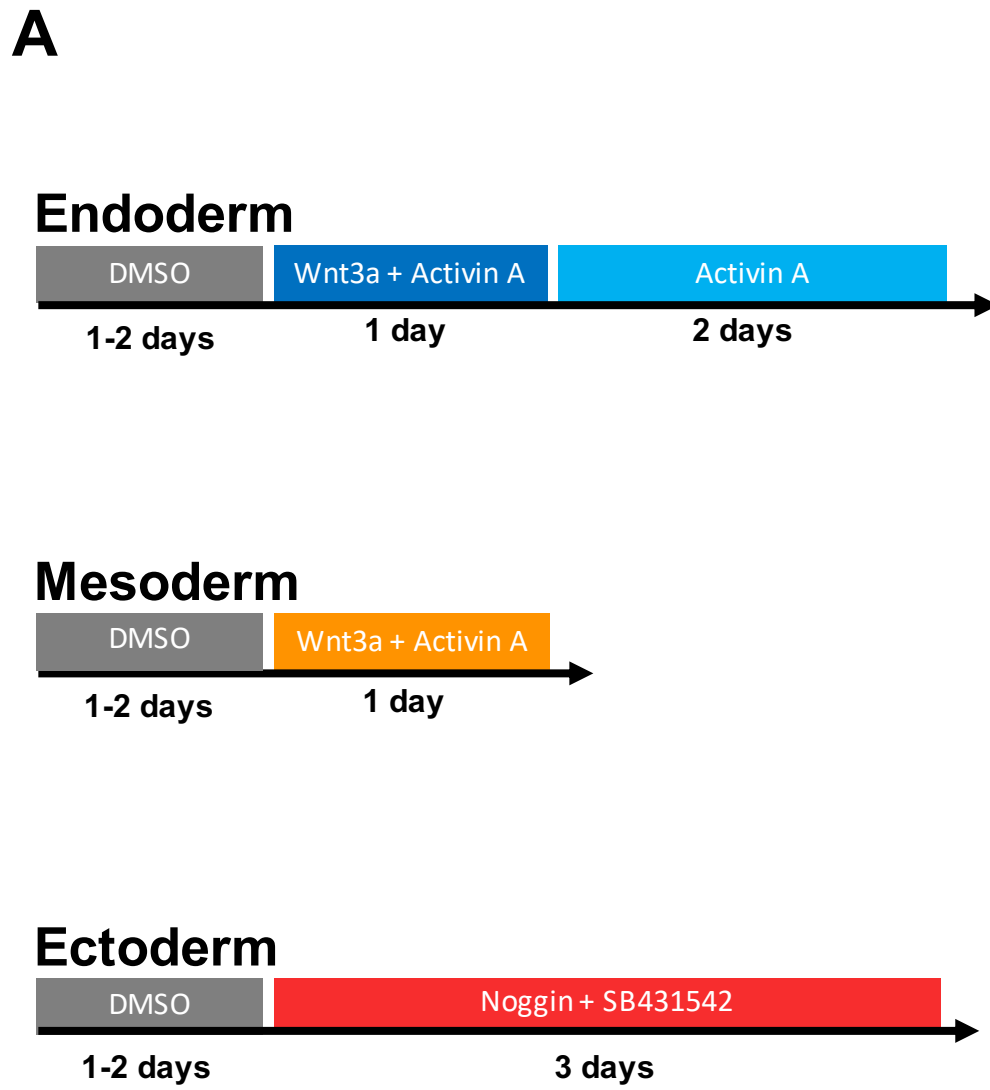 A
Endoderm
DMSO
Wnt3a + Activin A
Activin A
1-2 days
1 day
2 days
Mesoderm
DMSO
Wnt3a + Activin A
1-2 days
1 day
Ectoderm
DMSO
Noggin + SB431542
1-2 days
3 days